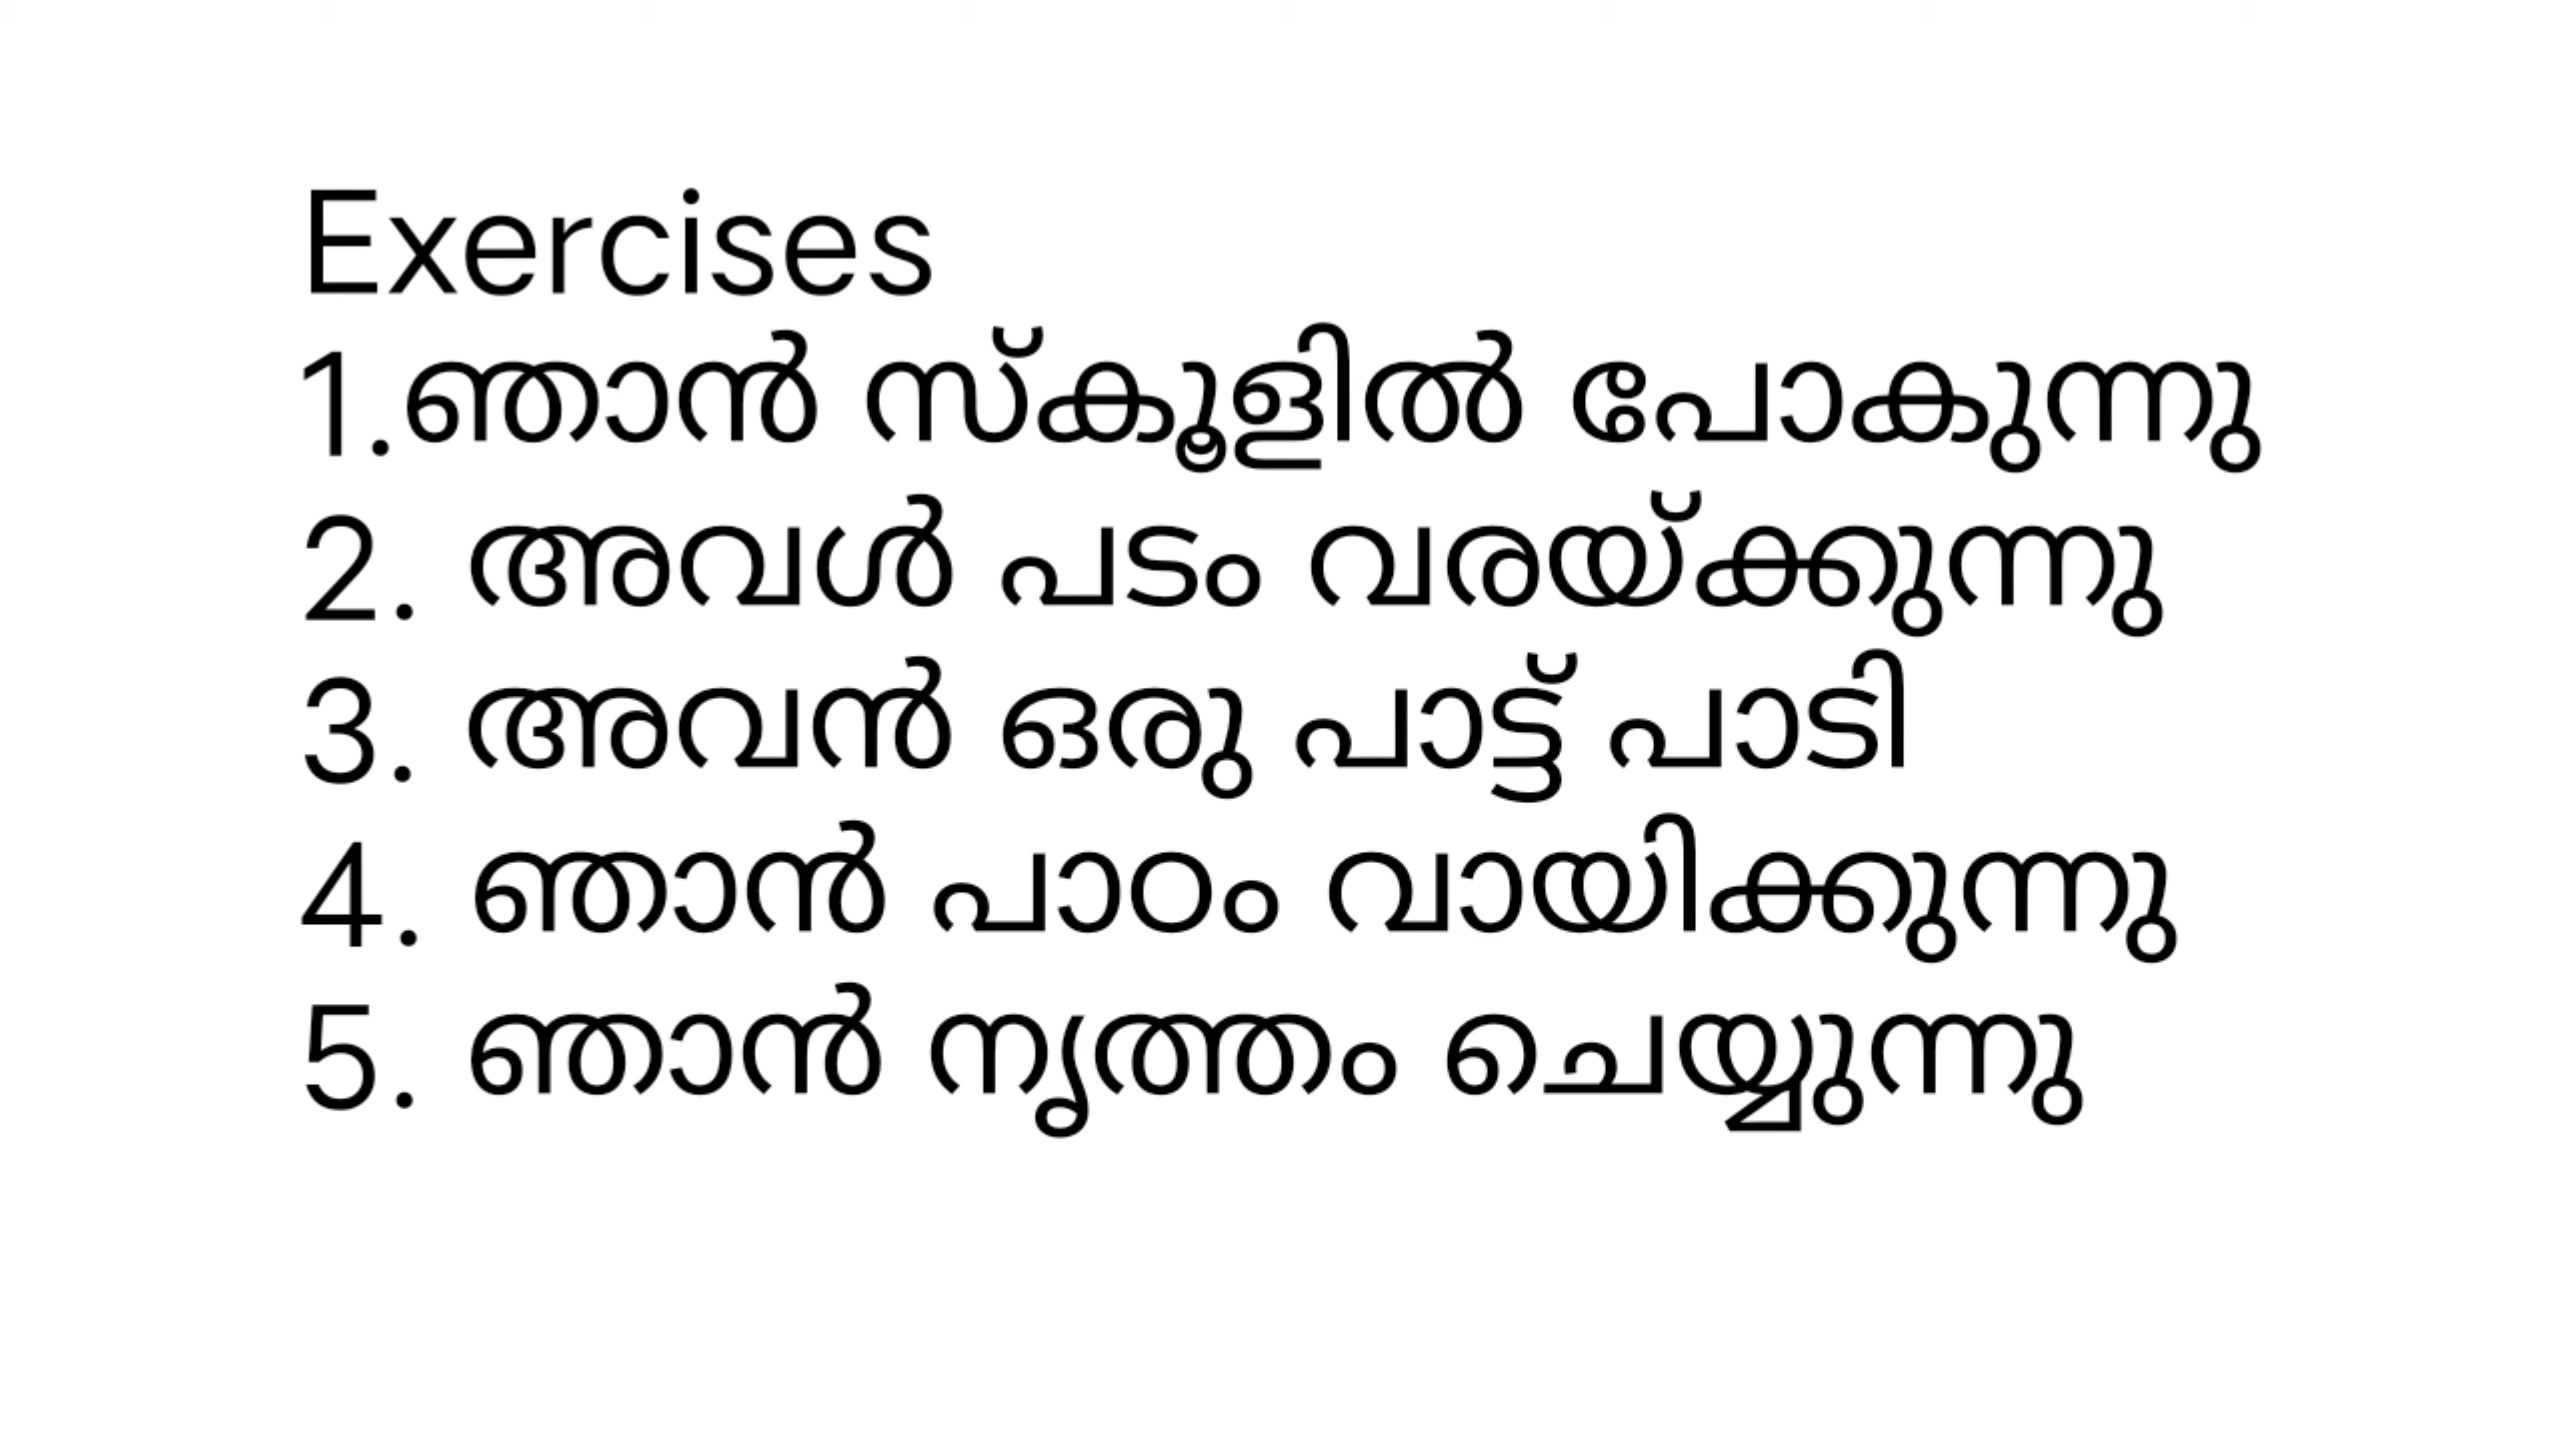 Exercises
1.ഞാൻ സ്കൂളിൽ പോകുന്നു
2. അവൾ പടം വരയ്ക്കുന്നു
3. അവൻ ഒരു പാട്ട് പാടി
4. ഞാൻ പാഠം വായിക്കുന്നു
5. ഞാൻ നൃത്തം ചെയ്യുന്നു